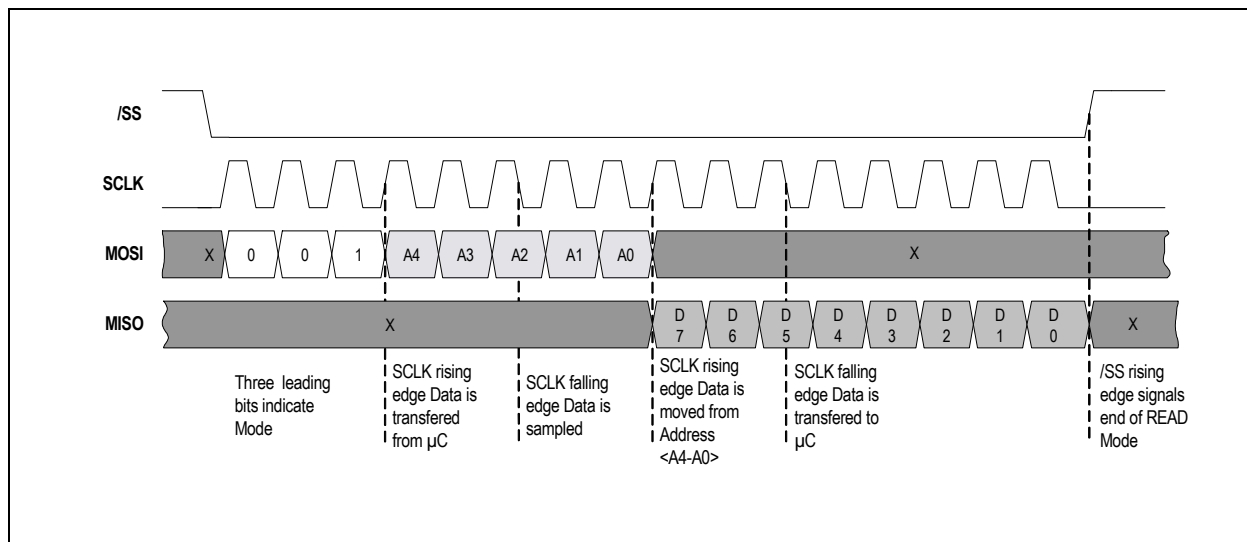 /SS
SCLK
MOSI
X 0 0 1 A4 A3 A2 A1 A0 X
MISO
X D D D D D D D D X
7 6 5 4 3 2 1 0
Three leading
bits indicate
Mode
SCLK rising
edge Data is
transfered
from µC
SCLK falling
edge Data is
sampled
SCLK rising
edge Data is
moved from
Address
<A4-A0>
SCLK falling
edge Data is
transfered to
µC
/SS rising
edge signals
end of READ
Mode